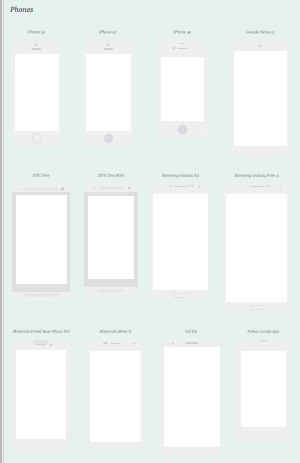 Phones
iPhone 5s
iPhone 5c
iPhone 4s
Google Nexus 5
HTC One
HTC One Mini
Samsung Galaxy S4
Samsung Galaxy Note 3
Motorola Droid Razr Maxx HD
Motorola Moto X
LG G2
Nokia Lumia 520